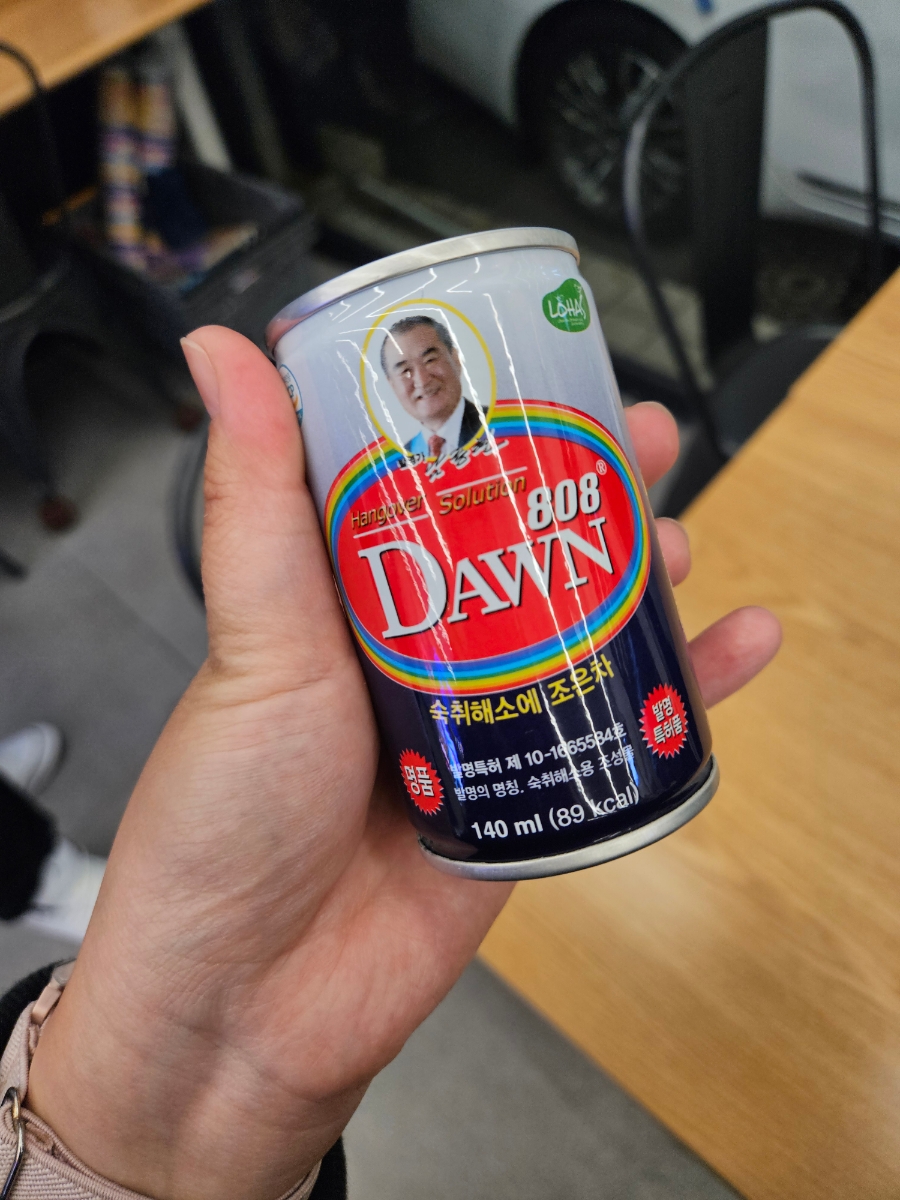 LOHAS
Hangover Solution
808®
DAWN
숙취해소에 조은차
명품
발명특허 제 10-1665584호
발명의 명칭. 숙취해소용 조성물
발명
특허품
140 ml (89 kcal)